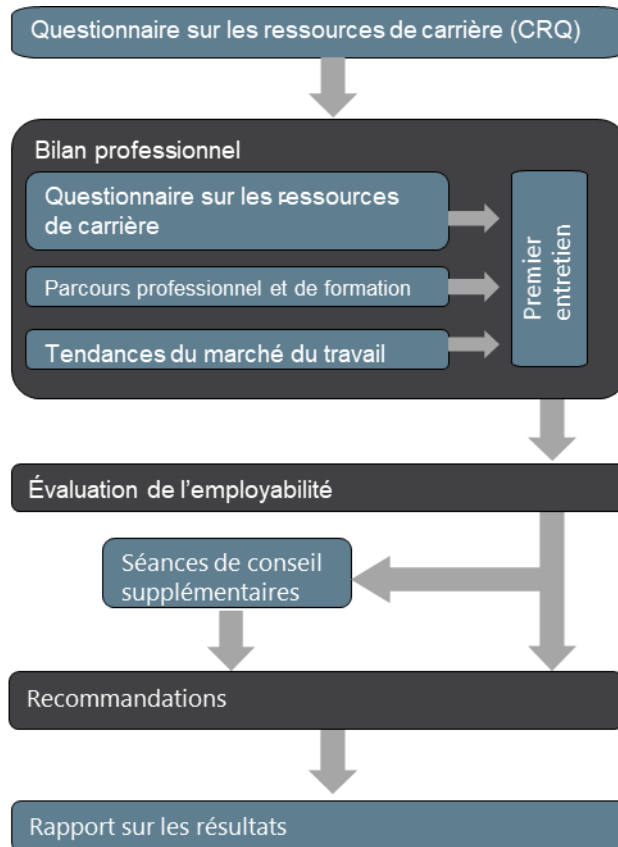 Questionnaire sur les ressources de carrière (CRQ)
Bilan professionnel
Questionnaire sur les ressources
de carrière
Parcours professionnel et de formation
Tendances du marché du travail
Premier
entretien
Évaluation de l’employabilité
Séances de conseil
supplémentaires
Recommandations
Rapport sur les résultats